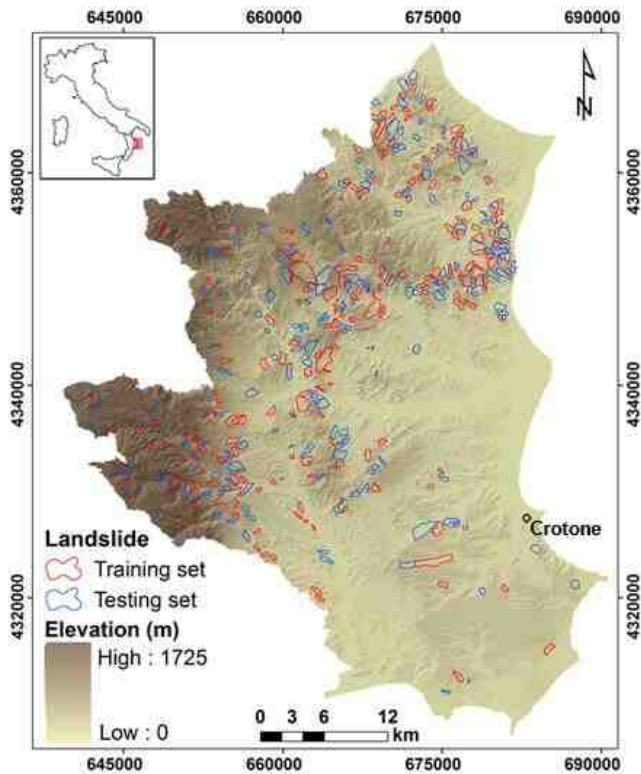 645000 660000 675000 690000
4360000
4340000
4320000
4360000
4340000
4320000
N
Crotone
Landslide
Training set
Testing set
Elevation (m)
High : 1725
Low : 0
0 3 6 12
km
645000 660000 675000 690000